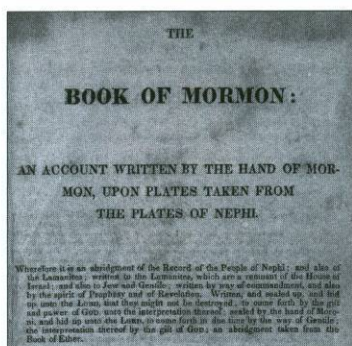 THE
BOOK OF MORMON:
AN ACCOUNT WRITTEN BY THE HAND OF MOR-
MON, UPON PLATES TAKEN FROM
THE PLATES OF NEPHI.
Wherefore it is an abridgment of the Record of the People of Nephi; and also of
the Lamanites; written to the Lamanites, which are a remnant of the House of
Israel; and also to Jew and Gentile; written by way of commandment, and also
by the spirit of Prophesy and of Revelation. Written, and sealed up, and hid
up unto the LORD, that they might not be destroyed; to come forth by the gift
and power of GOD, unto the interpretation thereof; sealed by the hand of Moro-
ni, and hid up unto the LORD, to come forth in due time by the way of Gentile;
the interpretation thereof by the gift of GOD; an abridgment taken from the
Book of Ether.